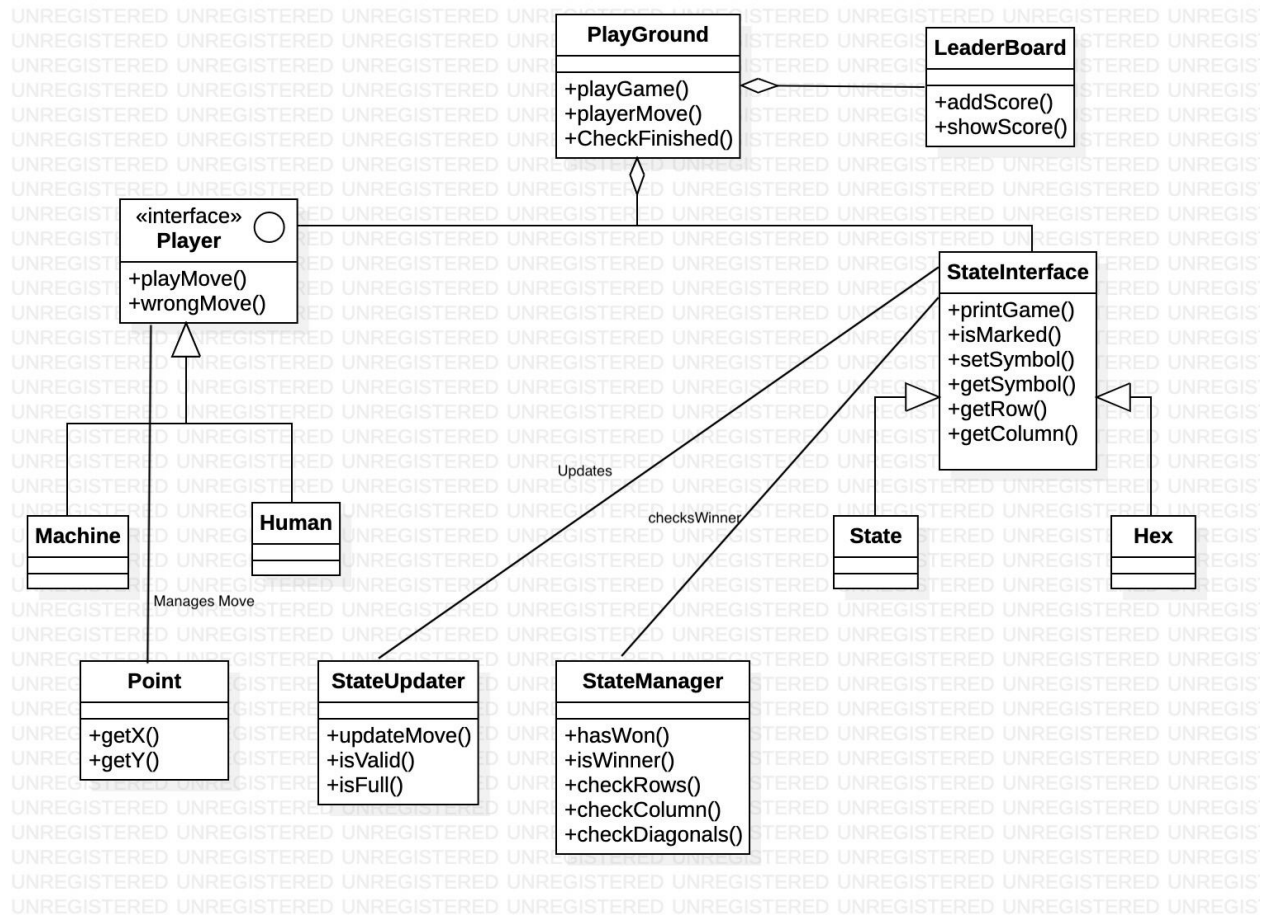 PlayGround
+playGame()
+playerMove()
+CheckFinished()
LeaderBoard
+addScore()
+showScore()
«interface»
Player
+playMove()
+wrongMove()
StateInterface
+printGame()
+isMarked()
+setSymbol()
+getSymbol()
+getRow()
+getColumn()
Updates
checksWinner
Machine
Human
State
Hex
Manages Move
Point
+getX()
+getY()
StateUpdater
+updateMove()
+isValid()
+isFull()
StateManager
+hasWon()
+isWinner()
+checkRows()
+checkColumn()
+checkDiagonals()
UNREGISTERED